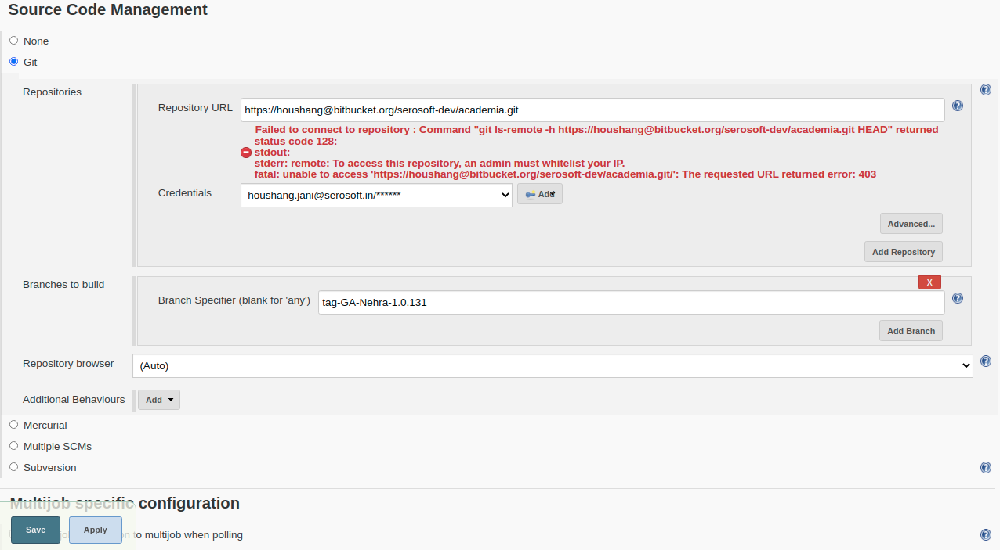 Source Code Management
None
Git
Repositories
Repository URL
https://houshang@bitbucket.org/serosoft-dev/academia.git
Failed to connect to repository : Command "git ls-remote -h https://houshang@bitbucket.org/serosoft-dev/academia.git HEAD" returned
status code 128:
stdout:
stderr: remote: To access this repository, an admin must whitelist your IP.
fatal: unable to access 'https://houshang@bitbucket.org/serosoft-dev/academia.git/': The requested URL returned error: 403
Credentials
houshang.jani@serosoft.in/******
Add
Advanced...
Add Repository
Branches to build
X
Branch Specifier (blank for 'any')
tag-GA-Nehra-1.0.131
Add Branch
Repository browser
(Auto)
Additional Behaviours
Add
Mercurial
Multiple SCMs
Subversion
Multijob specific configuration
Save
Apply
to multijob when polling